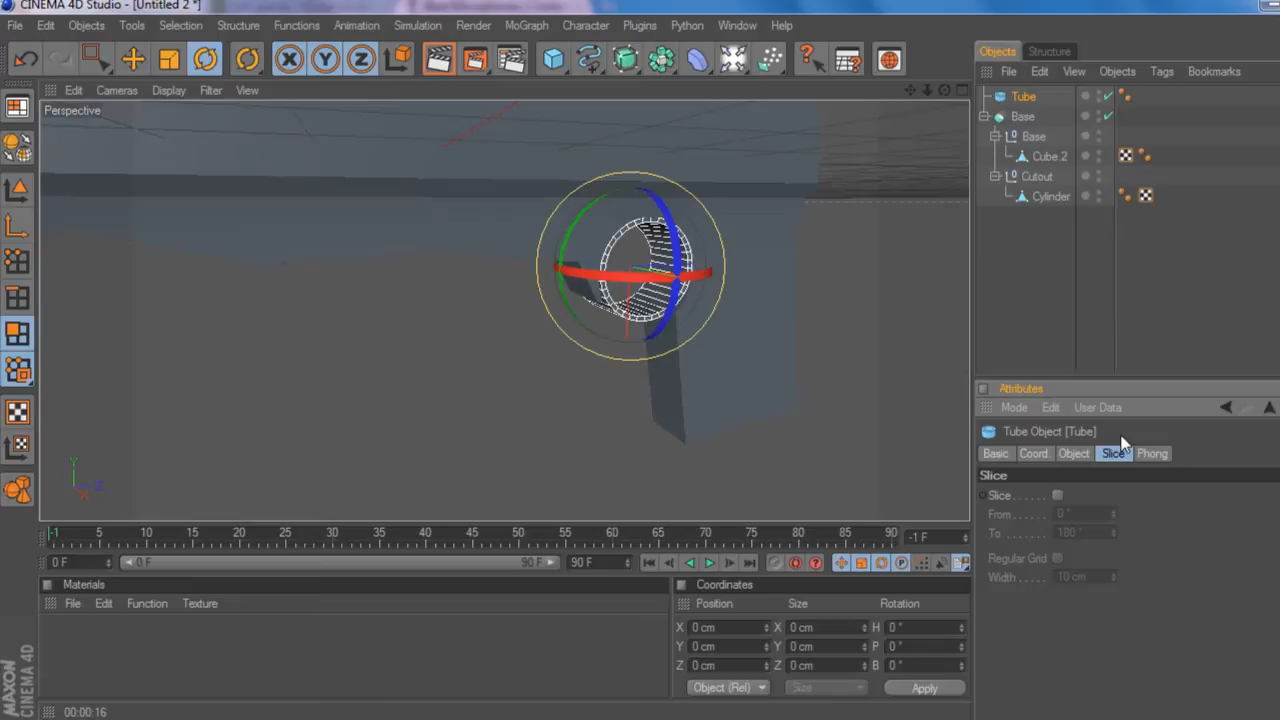 CINEMA 4D Studio - [Untitled 2 *]
File Edit Objects Tools Selection Functions Structure Animation Simulation Render MoGraph Character Plugins Python Window Help
X Y Z
Edit Cameras Display Filter View
Perspective
Y
Z
X
0 5 10 15 20 25 30 35 40 45 50 55 60 65 70 75 80 85 90 -1 F
0 F 0 F 90 F 90 F
Materials
File Edit Function Texture
Coordinates
Position Size Rotation
X 0 cm X 0 cm H 0 °
Y 0 cm Y 0 cm P 0 °
Z 0 cm Z 0 cm B 0 °
Object (Rel) Size Apply
00:00:16
MAXON
CINEMA 4D
Objects Structure
File Edit View Objects Tags Bookmarks
Tube
Base
Base
Cube.2
Cutout
Cylinder
Attributes
Mode Edit User Data
Tube Object [Tube]
Basic Coord. Object Slice Phong
Slice
Slice
From 0 °
To 180 °
Regular Grid
Width 10 cm